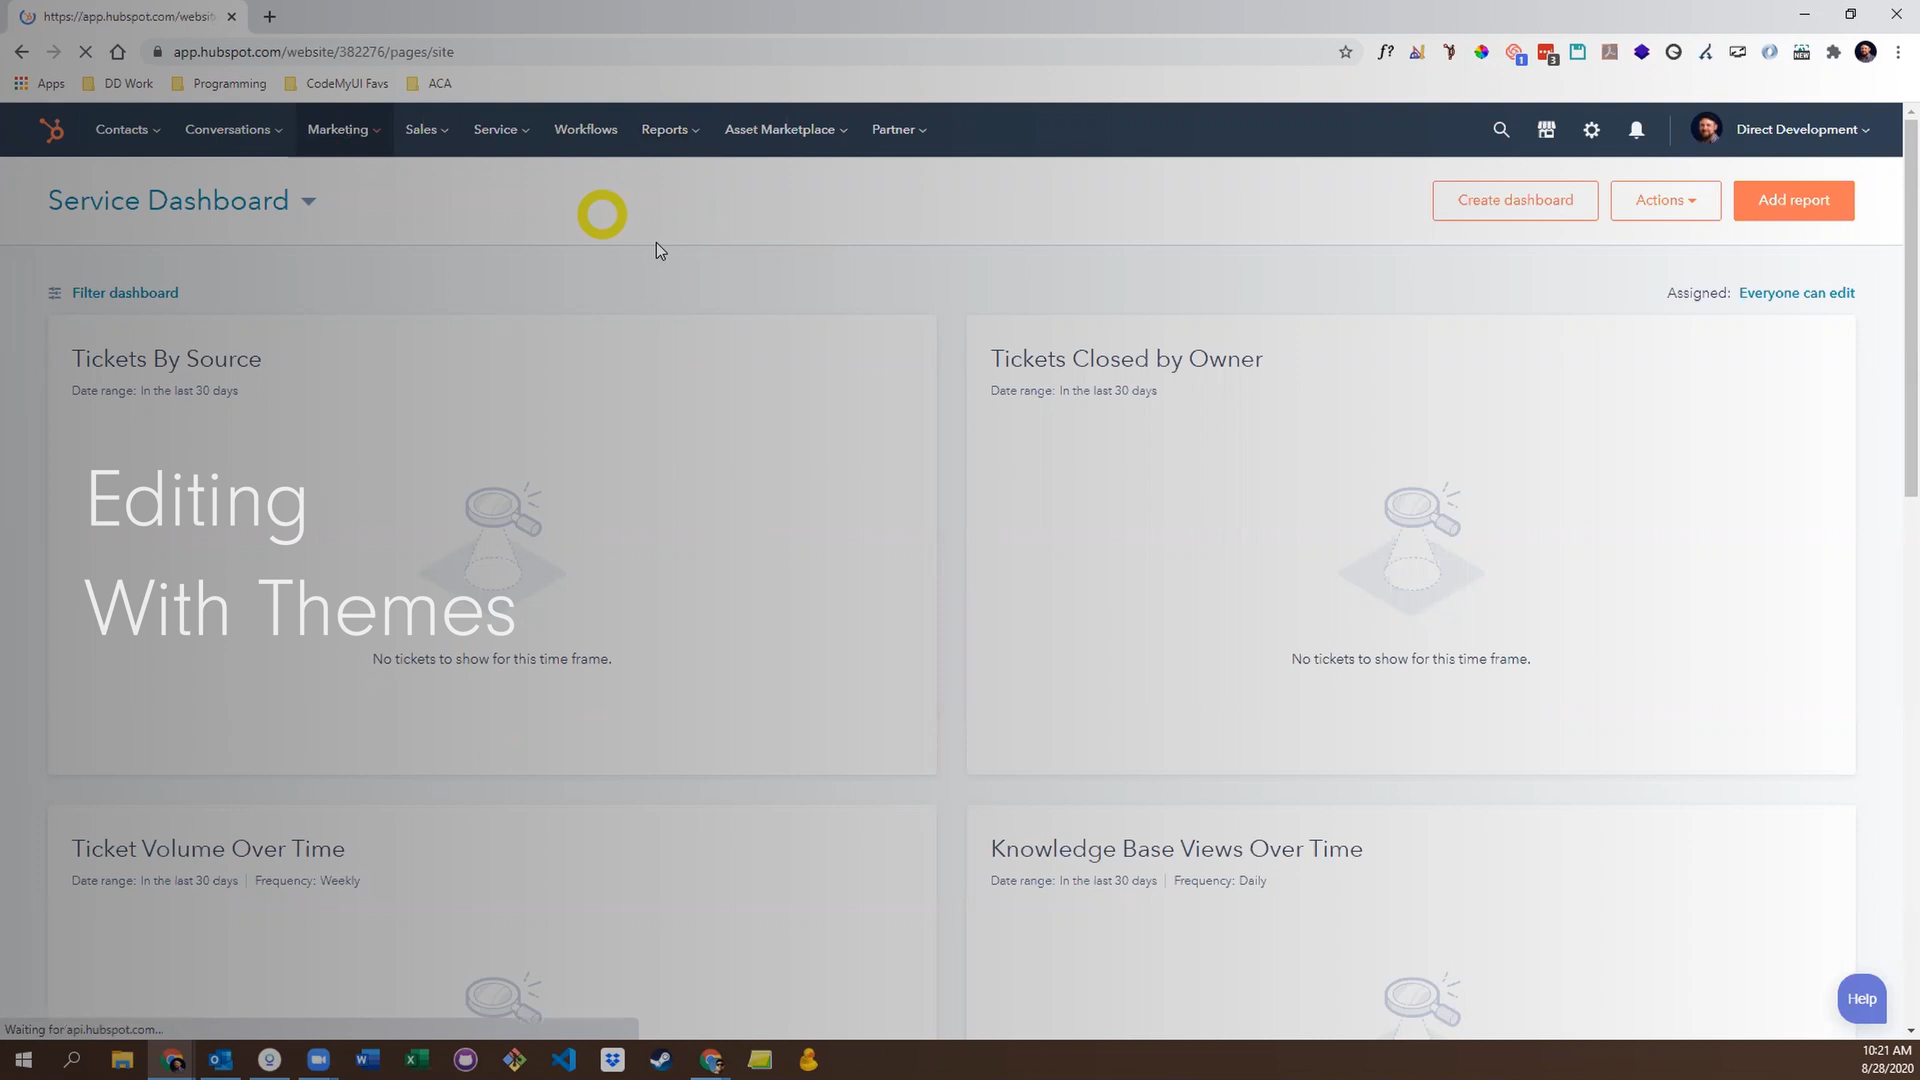 https://app.hubspot.com/websit
app.hubspot.com/website/382276/pages/site
Apps DD Work Programming CodeMyUI Favs ACA
Contacts Conversations Marketing Sales Service Workflows Reports Asset Marketplace Partner Direct Development
Service Dashboard
Create dashboard
Actions
Add report
Filter dashboard
Assigned: Everyone can edit
Tickets By Source
Date range: In the last 30 days
Editing
With Themes
No tickets to show for this time frame.
Tickets Closed by Owner
Date range: In the last 30 days
No tickets to show for this time frame.
Ticket Volume Over Time
Date range: In the last 30 days Frequency: Weekly
Knowledge Base Views Over Time
Date range: In the last 30 days Frequency: Daily
Help
Waiting for api.hubspot.com...
10:21 AM
8/28/2020